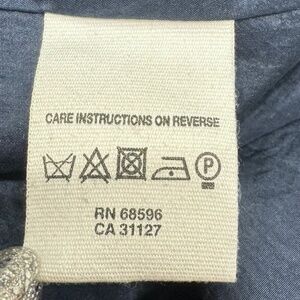 CARE INSTRUCTIONS ON REVERSE
P
RN 68596
CA 31127